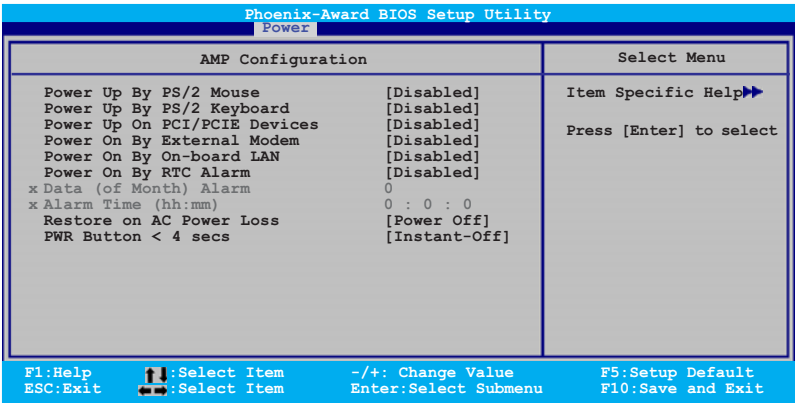 Phoenix-Award BIOS Setup Utility
Power
AMP Configuration
Select Menu
Power Up By PS/2 Mouse [Disabled]
Power Up By PS/2 Keyboard [Disabled]
Power Up On PCI/PCIE Devices [Disabled]
Power On By External Modem [Disabled]
Power On By On-board LAN [Disabled]
Power On By RTC Alarm [Disabled]
x Data (of Month) Alarm 0
x Alarm Time (hh:mm) 0 : 0 : 0
Restore on AC Power Loss [Power Off]
PWR Button < 4 secs [Instant-Off]
Item Specific Help
Press [Enter] to select
F1:Help :Select Item -/+: Change Value F5:Setup Default
ESC:Exit :Select Item Enter:Select Submenu F10:Save and Exit